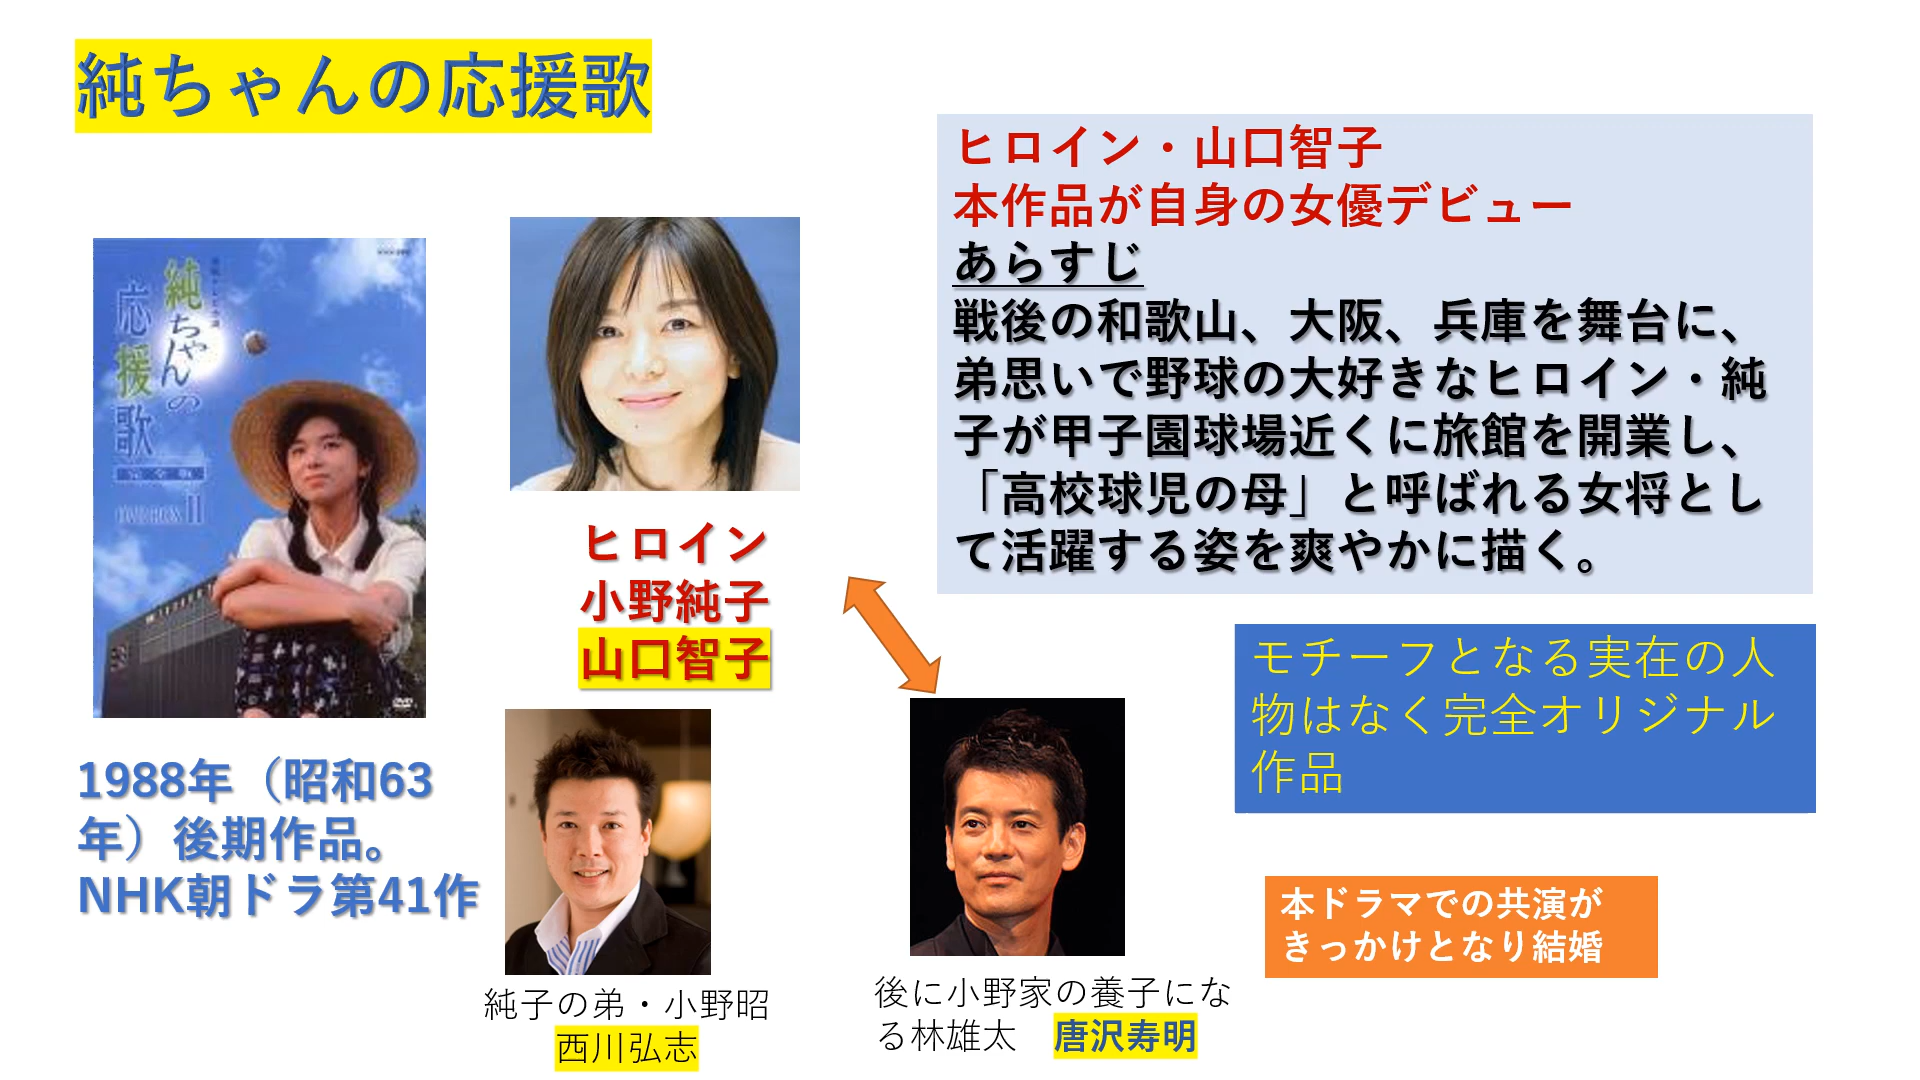 純ちゃんの応援歌
純ちゃんの
応援歌
完全版
DVD-BOX II
ヒロイン
小野純子
山口智子
1988年（昭和63
年）後期作品。
NHK朝ドラ第41作
純子の弟・小野昭
西川弘志
後に小野家の養子にな
る林雄太　唐沢寿明
ヒロイン・山口智子
本作品が自身の女優デビュー
あらすじ
戦後の和歌山、大阪、兵庫を舞台に、
弟思いで野球の大好きなヒロイン・純
子が甲子園球場近くに旅館を開業し、
「高校球児の母」と呼ばれる女将とし
て活躍する姿を爽やかに描く。
モチーフとなる実在の人
物はなく完全オリジナル
作品
本ドラマでの共演が
きっかけとなり結婚